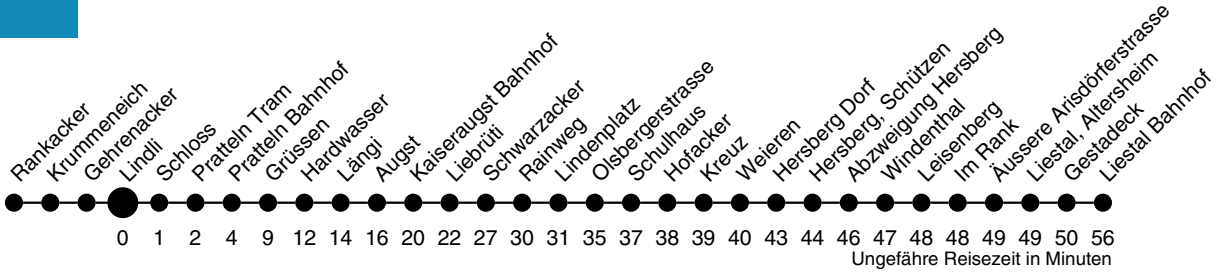 Rankacker
Krummeneich
Gehrenacker
Lindli
Schloss
Pratteln Tram
Pratteln Bahnhof
Grüssen
Hardwasser
Längi
Augst
Kaiseraugst Bahnhof
Liebrüti
Schwarzacker
Rainweg
Lindenplatz
Olsbergerstrasse
Schulhaus
Hofacker
Kreuz
Weieren
Hersberg Dorf
Hersberg, Schützen
Abzweigung Hersberg
Windenthal
Leisenberg
Im Rank
Äussere Arisdörferstrasse
Liestal, Altersheim
Gestadeck
Liestal Bahnhof
0 1 2 4 9 12 14 16 20 22 27 30 31 35 37 38 39 40 43 44 46 47 48 48 49 49 50 56
Ungefähre Reisezeit in Minuten